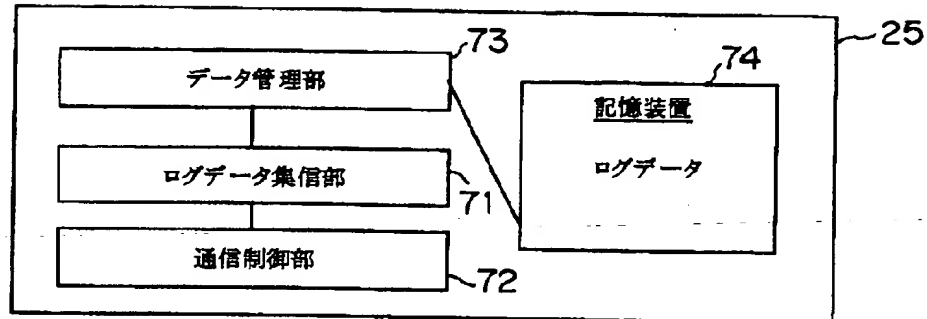 25
73
データ管理部
74
記憶装置
ログデータ
ログデータ集信部
71
通信制御部
72